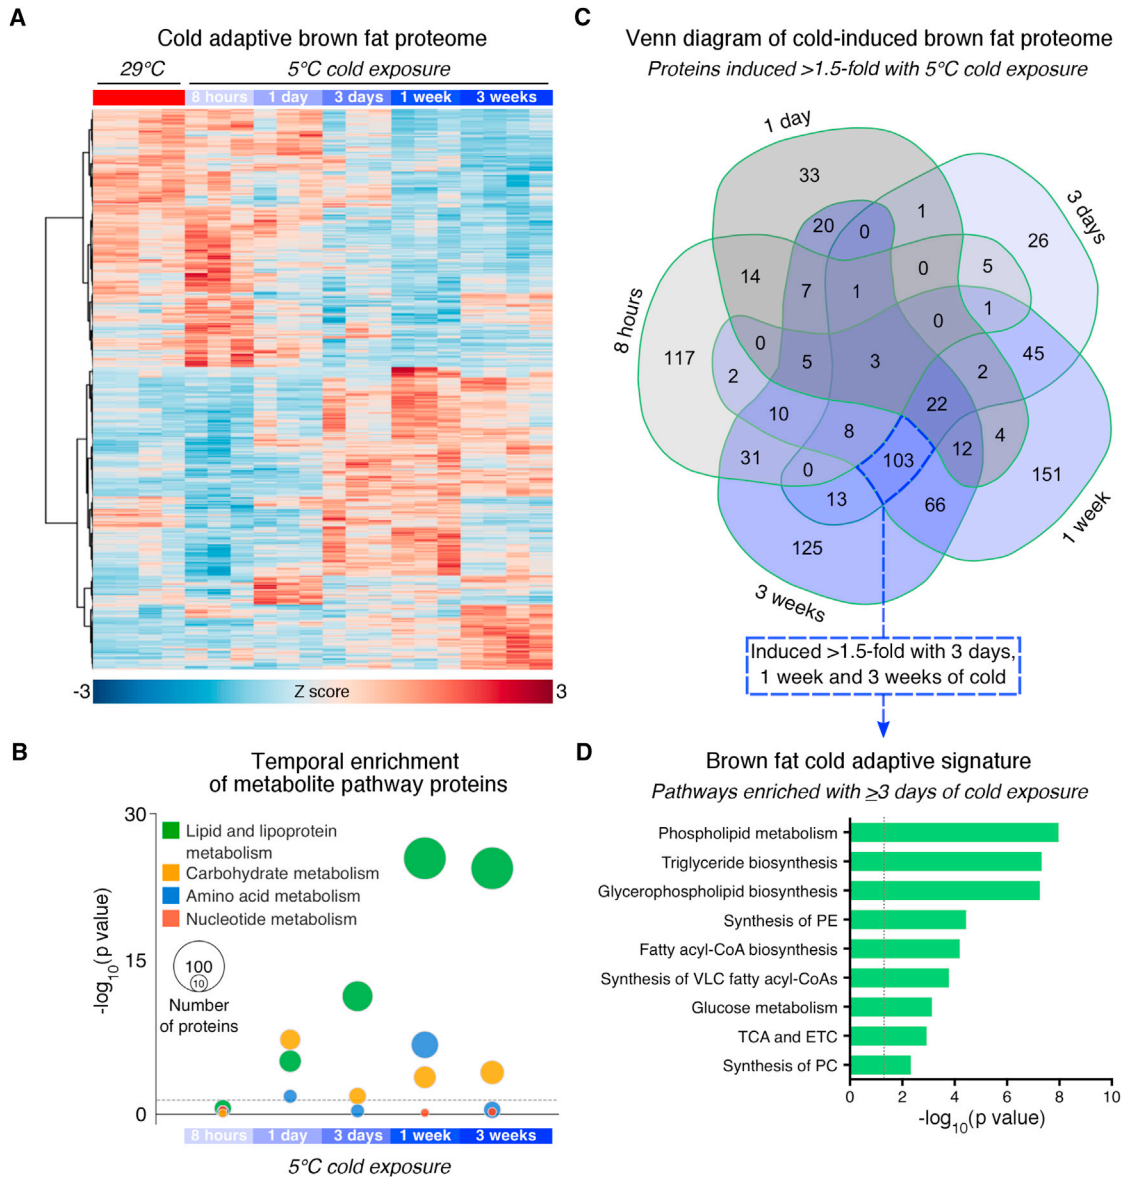 A
Cold adaptive brown fat proteome
29°C
5°C cold exposure
8 hours
1 day
3 days
1 week
3 weeks
-3
Z score
3
B
Temporal enrichment
of metabolite pathway proteins
30
15
0
-log10(p value)
Lipid and lipoprotein
metabolism
Carbohydrate metabolism
Amino acid metabolism
Nucleotide metabolism
100
10
Number
of proteins
8 hours
1 day
3 days
1 week
3 weeks
5°C cold exposure
C
Venn diagram of cold-induced brown fat proteome
Proteins induced >1.5-fold with 5°C cold exposure
1 day
3 days
8 hours
1 week
3 weeks
33
1
20
0
26
14
7
1
0
5
1
0
117
0
5
3
45
2
2
22
10
8
4
12
31
0
103
151
13
66
125
Induced >1.5-fold with 3 days,
1 week and 3 weeks of cold
D
Brown fat cold adaptive signature
Pathways enriched with ≥3 days of cold exposure
Phospholipid metabolism
Triglyceride biosynthesis
Glycerophospholipid biosynthesis
Synthesis of PE
Fatty acyl-CoA biosynthesis
Synthesis of VLC fatty acyl-CoAs
Glucose metabolism
TCA and ETC
Synthesis of PC
0
2
4
6
8
10
-log10(p value)